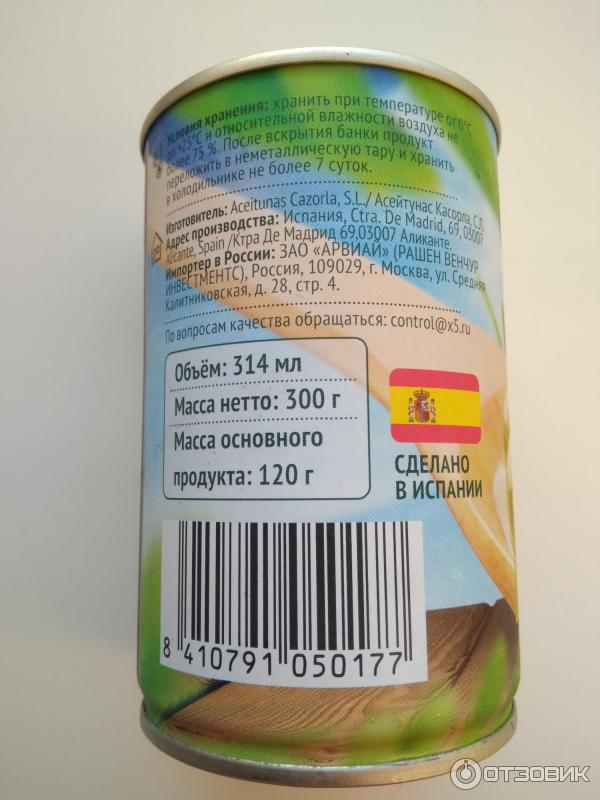 Условия хранения: хранить при температуре от 0°C
до +25°C и относительной влажности воздуха не
более 75 %. После вскрытия банки продукт
переложить в неметаллическую тару и хранить
в холодильнике не более 7 суток.
Изготовитель: Aceitunas Cazorla, S.L./ Асейтунас Касорла, С.Л.
Адрес производства: Испания, Ctra. De Madrid, 69, 03007
Alicante, Spain /Ктра Де Мадрид 69,03007 Аликанте.
Импортер в России: ЗАО «АРВИАЙ» (РАШЕН ВЕНЧУР
ИНВЕСТМЕНТС), Россия, 109029, г. Москва, ул. Средняя
Калитниковская, д. 28, стр. 4.
По вопросам качества обращаться: control@x5.ru
Объём: 314 мл
Масса нетто: 300 г
Масса основного
продукта: 120 г
СДЕЛАНО
В ИСПАНИИ
8 410791 050177
ОТЗОВИК